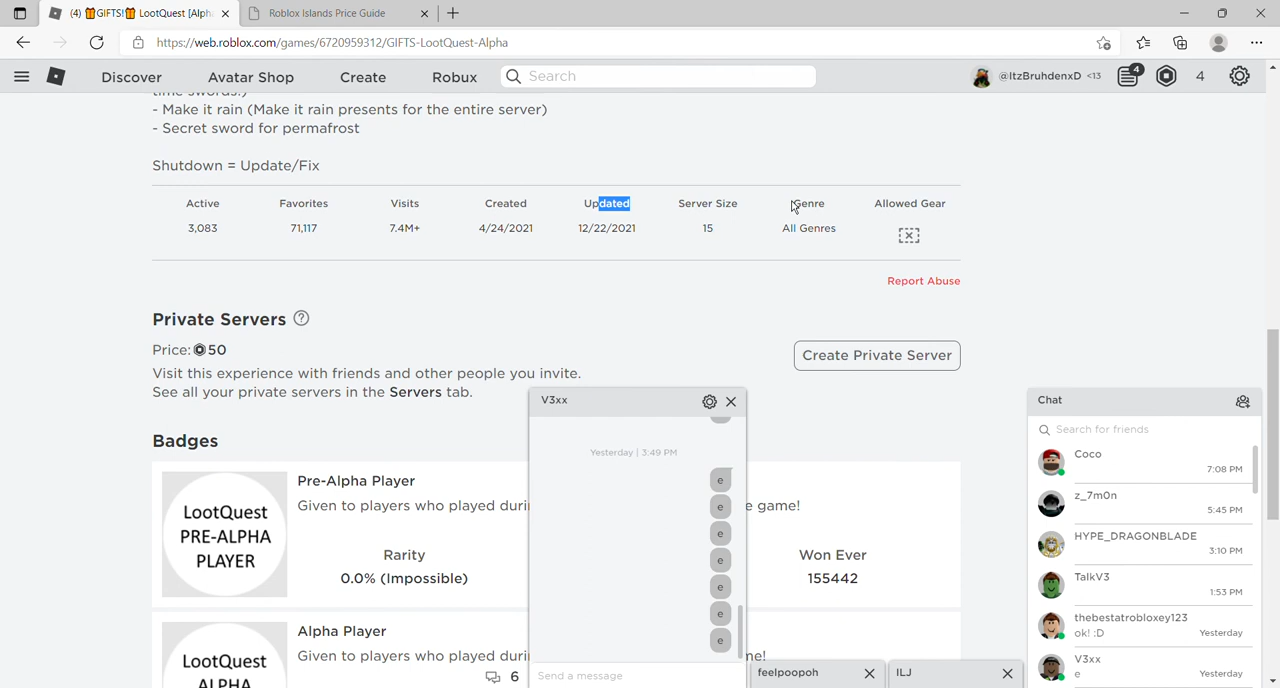 (4) 🎁GIFTS!🎁 LootQuest [Alph
Roblox Islands Price Guide
https://web.roblox.com/games/6720959312/GIFTS-LootQuest-Alpha
Discover
Avatar Shop
Create
Robux
Search
@ItzBruhdenxD <13
4
4
- Make it rain (Make it rain presents for the entire server)
- Secret sword for permafrost
Shutdown = Update/Fix
Active
Favorites
Visits
Created
Updated
Server Size
Genre
Allowed Gear
3,083
71,117
7.4M+
4/24/2021
12/22/2021
15
All Genres
Report Abuse
Private Servers
Price: 50
Create Private Server
Visit this experience with friends and other people you invite.
See all your private servers in the Servers tab.
Badges
LootQuest
PRE-ALPHA
PLAYER
Pre-Alpha Player
Given to players who played duri
e game!
Rarity
0.0% (Impossible)
Won Ever
155442
LootQuest
ALPHA
Alpha Player
Given to players who played duri
me!
6
V3xx
Yesterday | 3:49 PM
e
e
e
e
e
e
e
Send a message
feelpoopoh
ILJ
Chat
Search for friends
Coco
7:08 PM
z_7m0n
5:45 PM
HYPE_DRAGONBLADE
3:10 PM
TalkV3
1:53 PM
thebestatrobloxey123
ok! :D
Yesterday
V3xx
e
Yesterday